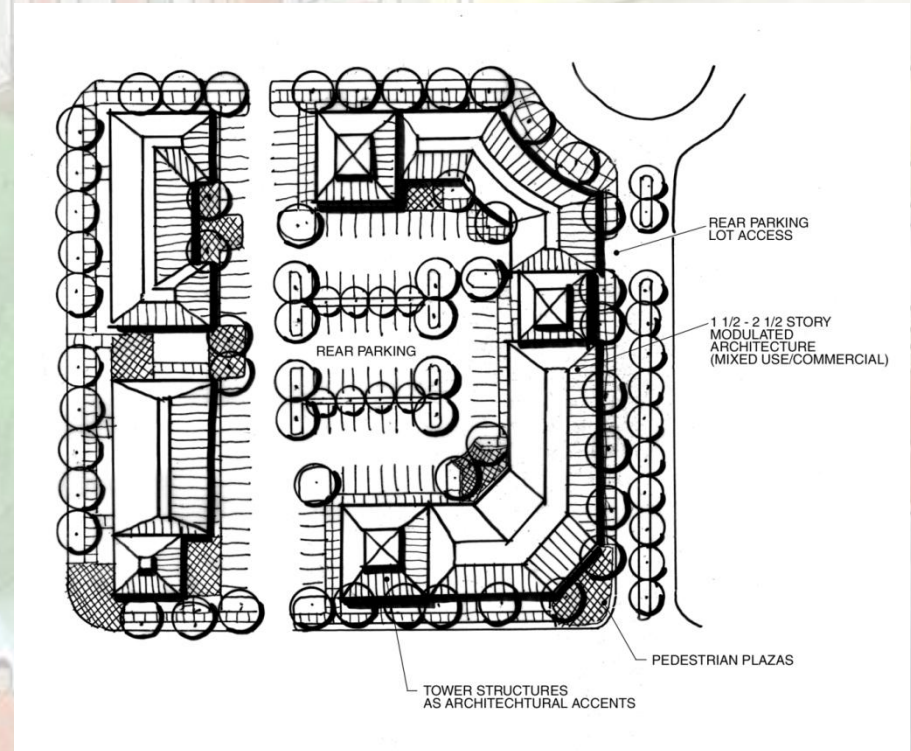 REAR PARKING
LOT ACCESS
1 1/2 - 2 1/2 STORY
MODULATED
ARCHITECTURE
(MIXED USE/COMMERCIAL)
REAR PARKING
PEDESTRIAN PLAZAS
TOWER STRUCTURES
AS ARCHITECHTURAL ACCENTS